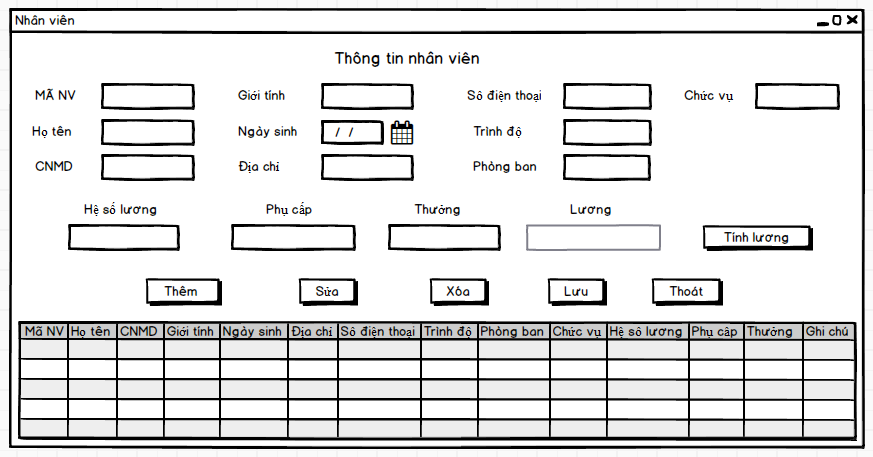 Nhân viên
Thông tin nhân viên
MÃ NV Giới tính Số điện thoại Chức vụ
Họ tên Ngày sinh / / Trình độ
CNMD Địa chỉ Phòng ban
Hệ số lương Phụ cấp Thưởng Lương
Tính lương
Thêm Sửa Xóa Lưu Thoát
Mã NV Họ tên CNMD Giới tính Ngày sinh Địa chỉ Số điện thoại Trình độ Phòng ban Chức vụ Hệ số lương Phụ cấp Thưởng Ghi chú